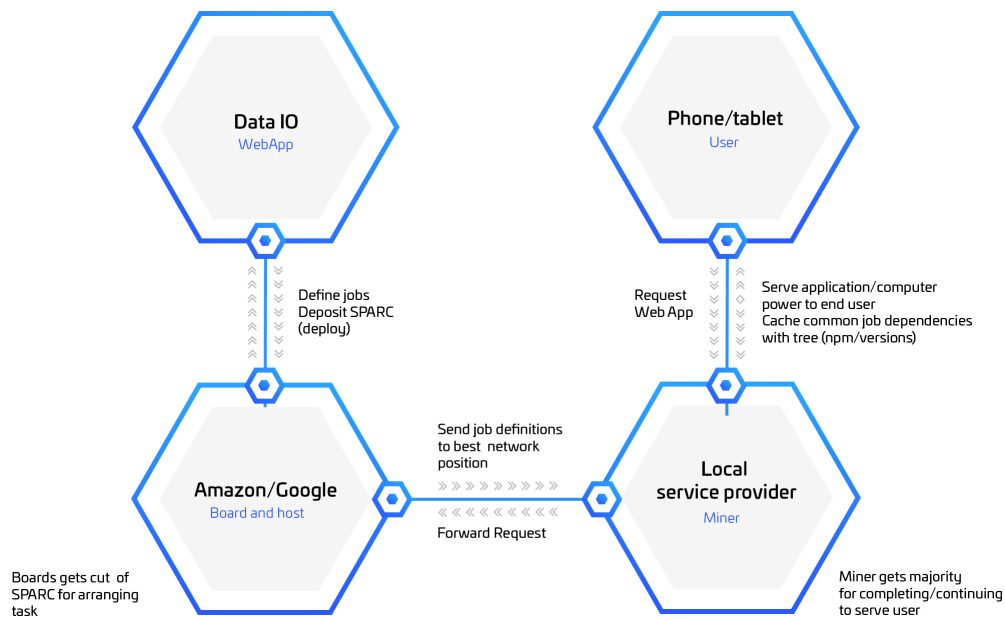 Data IO
WebApp
Phone/tablet
User
Define jobs
Deposit SPARC
(deploy)
Request
Web App
Serve application/computer
power to end user
Cache common job dependencies
with tree (npm/versions)
Send job definitions
to best network
position
Amazon/Google
Board and host
Local
service provider
Miner
Forward Request
Boards gets cut of
SPARC for arranging
task
Miner gets majority
for completing/continuing
to serve user